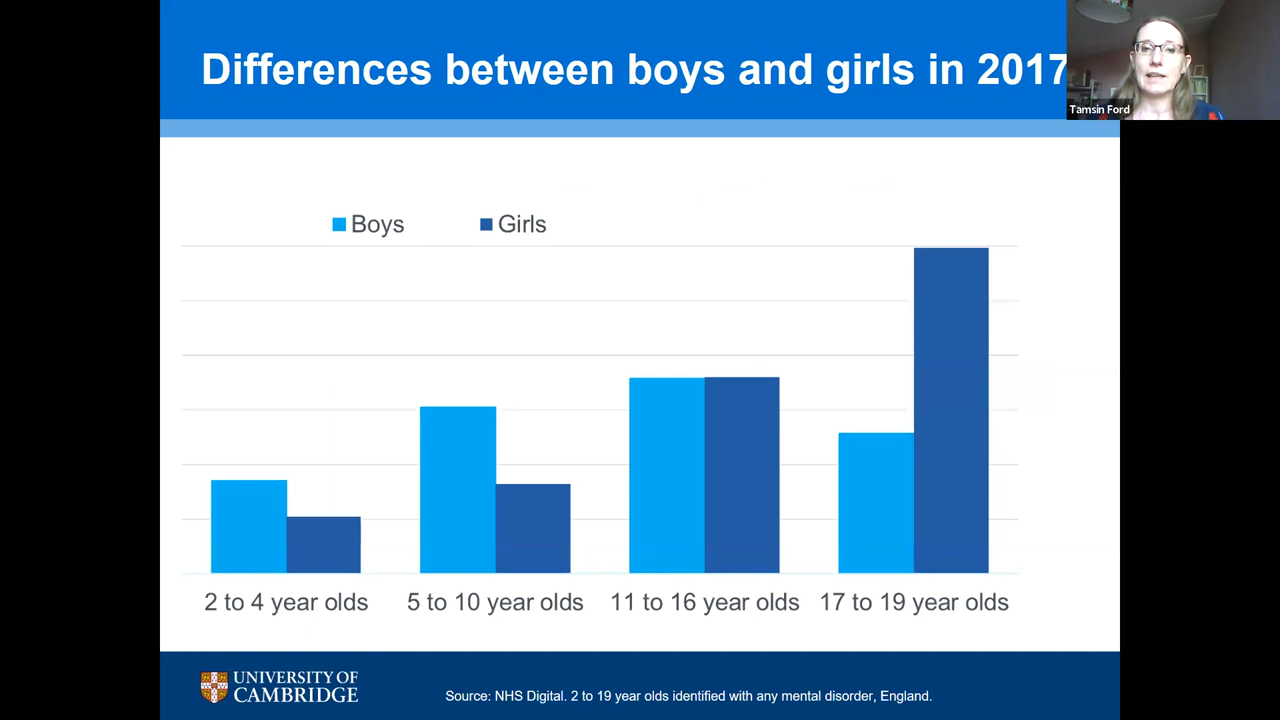 Differences between boys and girls in 2017
Tamsin Ford
Boys
Girls
2 to 4 year olds
5 to 10 year olds
11 to 16 year olds
17 to 19 year olds
UNIVERSITY OF
CAMBRIDGE
Source: NHS Digital. 2 to 19 year olds identified with any mental disorder, England.